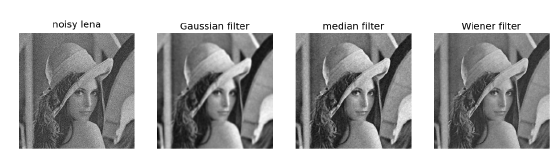 noisy lena
Gaussian filter
median filter
Wiener filter